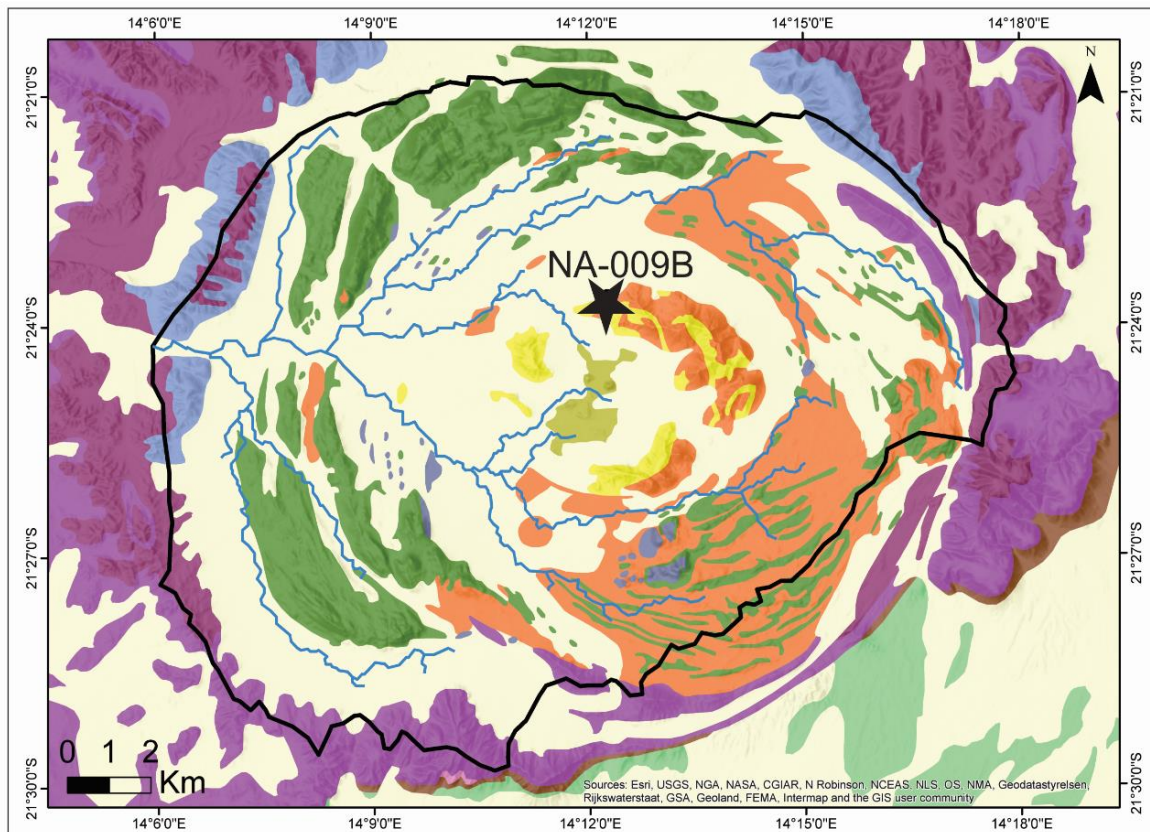 14°6'0"E 14°9'0"E 14°12'0"E 14°15'0"E 14°18'0"E
N
21°21'0"S 21°21'0"S
NA-009B
21°24'0"S 21°24'0"S
21°27'0"S 21°27'0"S
0 1 2
Km
21°30'0"S 21°30'0"S
Sources: Esri, USGS, NGA, NASA, CGIAR, N Robinson, NCEAS, NLS, OS, NMA, Geodatastyrelsen,
Rijkswaterstaat, GSA, Geoland, FEMA, Intermap and the GIS user community
14°6'0"E 14°9'0"E 14°12'0"E 14°15'0"E 14°18'0"E